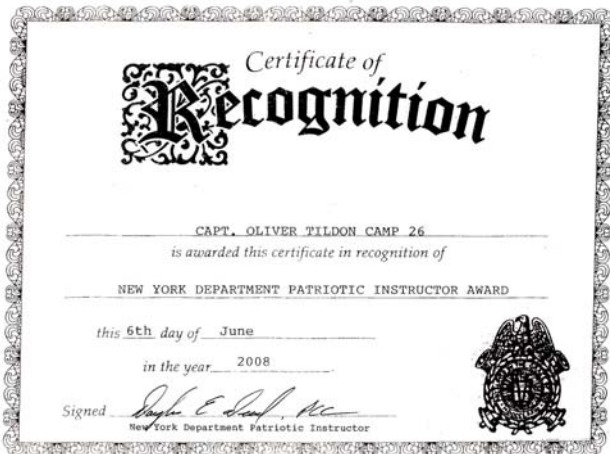 Certificate of
Recognition
CAPT. OLIVER TILDON CAMP 26
is awarded this certificate in recognition of
NEW YORK DEPARTMENT PATRIOTIC INSTRUCTOR AWARD
this 6th day of June
in the year 2008
Signed
New York Department Patriotic Instructor